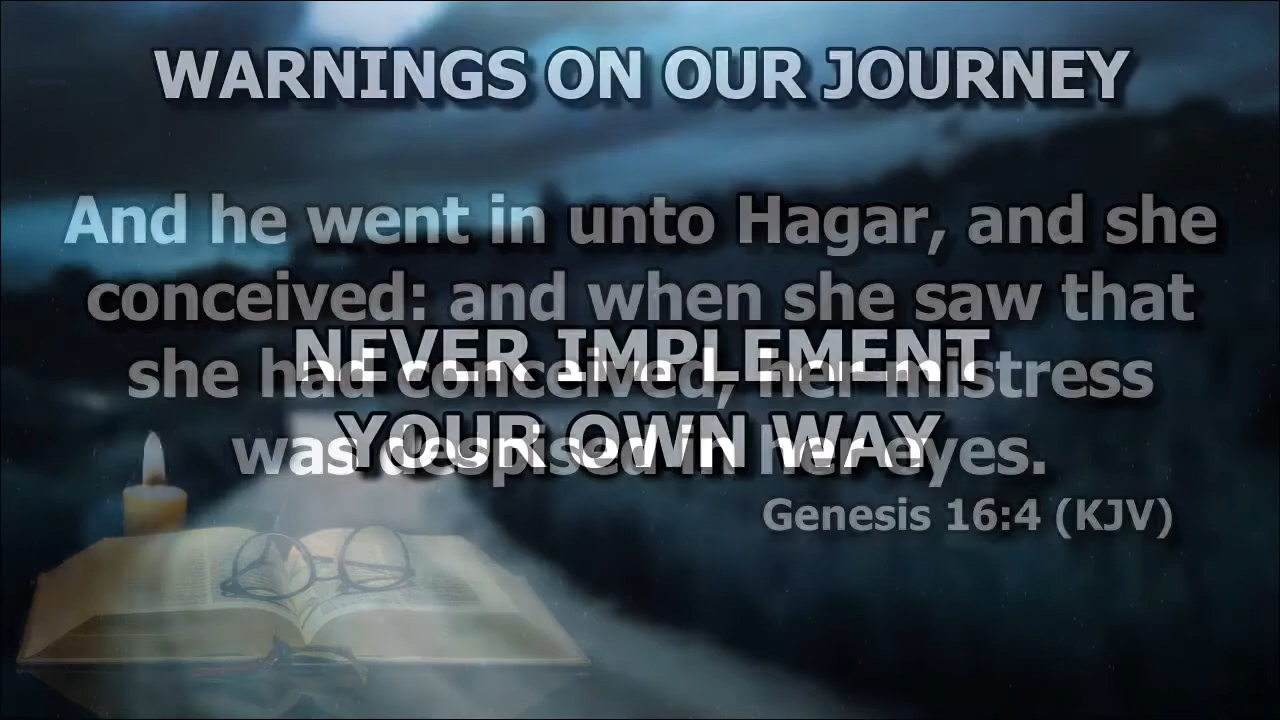 WARNINGS ON OUR JOURNEY
And he went in unto Hagar, and she
conceived: and when she saw that
she had conceived, her mistress
was despised in her eyes.
Genesis 16:4 (KJV)
NEVER IMPLEMENT
YOUR OWN WAY